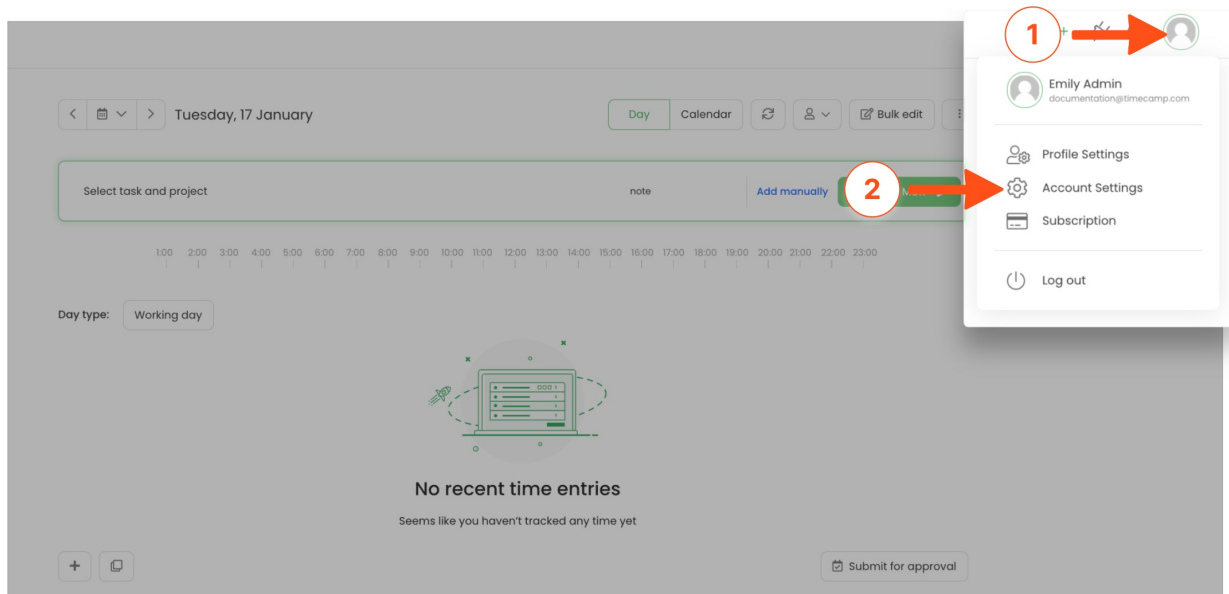 1
Emily Admin
documentation@timecamp.com
Tuesday, 17 January
Day Calendar Bulk edit
Profile Settings
Select task and project note Add manually
2
Account Settings
Subscription
1:00 2:00 3:00 4:00 5:00 6:00 7:00 8:00 9:00 10:00 11:00 12:00 13:00 14:00 15:00 16:00 17:00 18:00 19:00 20:00 21:00 22:00 23:00
Log out
Day type: Working day
No recent time entries
Seems like you haven't tracked any time yet
Submit for approval